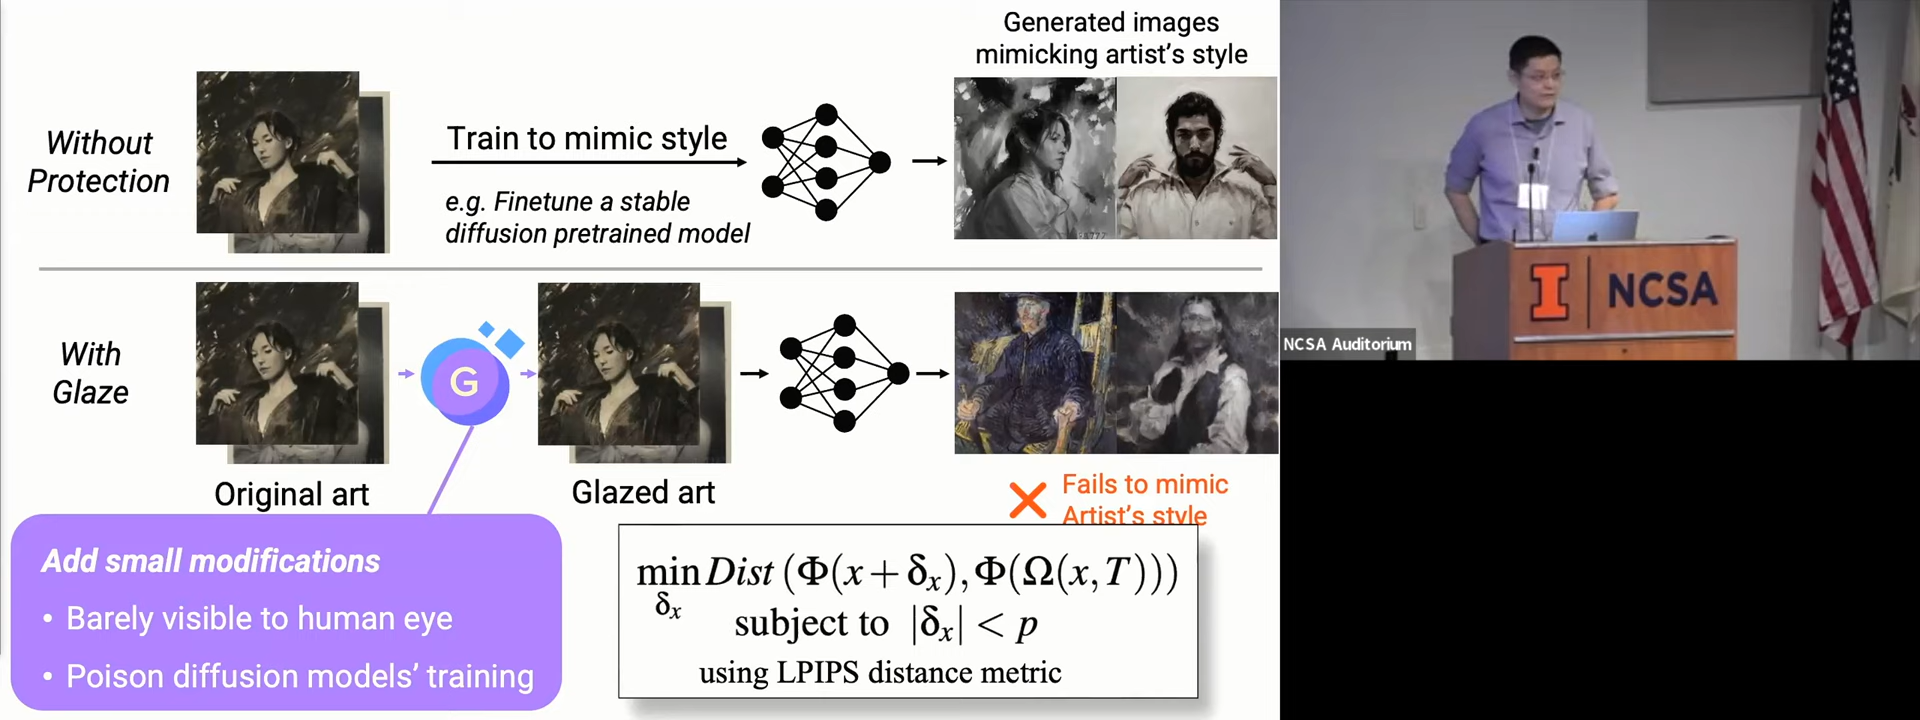 Generated images
mimicking artist's style
Without
Protection
Train to mimic style
e.g. Finetune a stable
diffusion pretrained model
With
Glaze
G
Original art
Glazed art
Fails to mimic
Artist's style
Add small modifications
• Barely visible to human eye
• Poison diffusion models' training
min Dist (Φ(x + δₓ), Φ(Ω(x, T)))
δₓ
subject to |δₓ| < p
using LPIPS distance metric
I NCSA
NCSA Auditorium